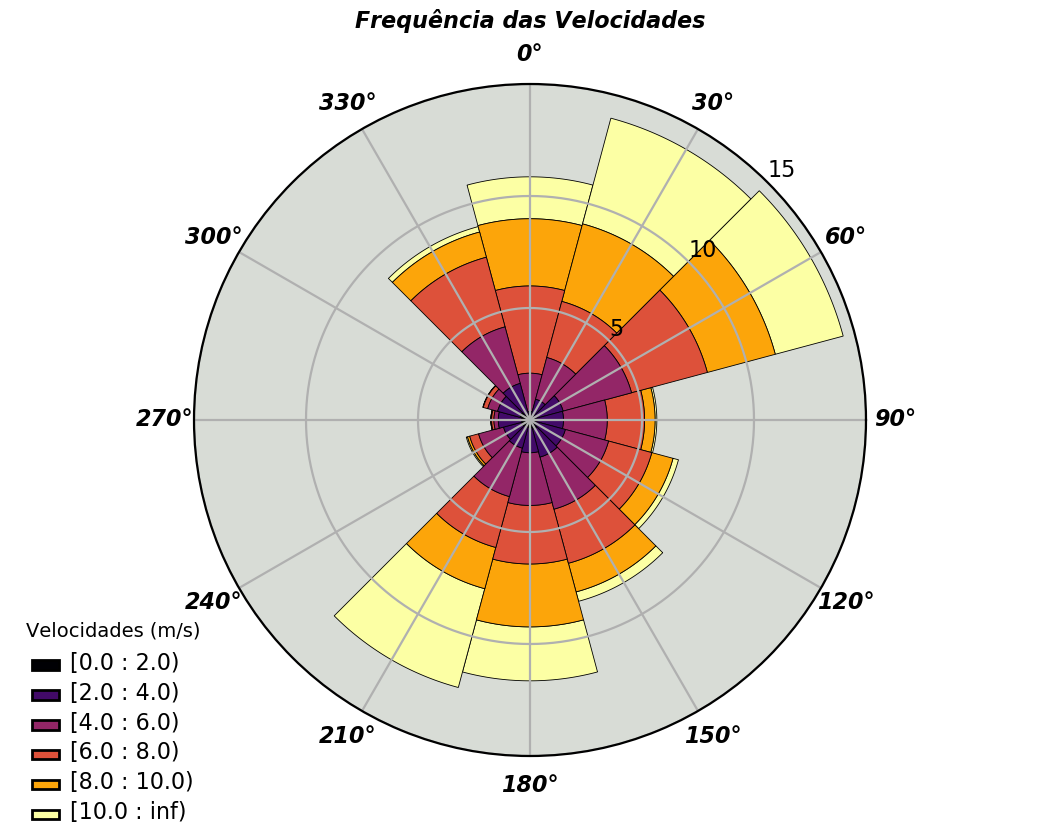 Frequência das Velocidades
0°
330°
30°
15
300°
60°
10
5
270°
90°
240°
120°
210°
150°
180°
Velocidades (m/s)
[0.0 : 2.0)
[2.0 : 4.0)
[4.0 : 6.0)
[6.0 : 8.0)
[8.0 : 10.0)
[10.0 : inf)